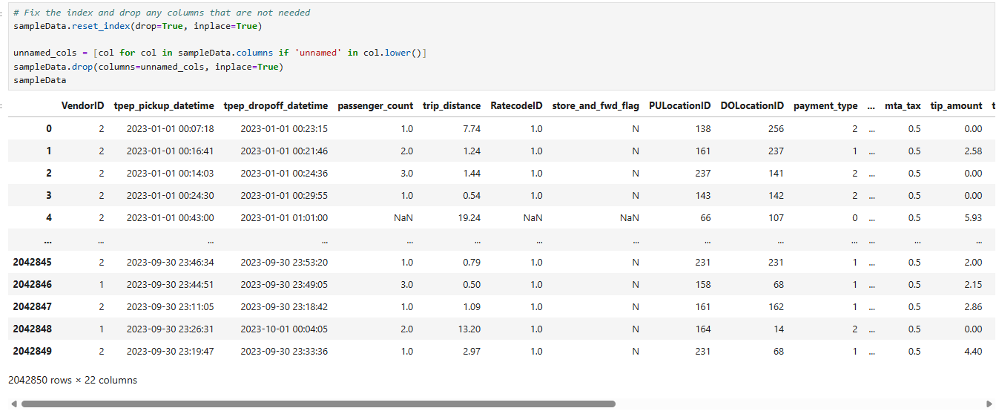 # Fix the index and drop any columns that are not needed
sampleData.reset_index(drop=True, inplace=True)
unnamed_cols = [col for col in sampleData.columns if 'unnamed' in col.lower()]
sampleData.drop(columns=unnamed_cols, inplace=True)
sampleData
VendorID tpep_pickup_datetime tpep_dropoff_datetime passenger_count trip_distance RatecodeID store_and_fwd_flag PULocationID DOLocationID payment_type ... mta_tax tip_amount t
0 2 2023-01-01 00:07:18 2023-01-01 00:23:15 1.0 7.74 1.0 N 138 256 2 ... 0.5 0.00
1 2 2023-01-01 00:16:41 2023-01-01 00:21:46 2.0 1.24 1.0 N 161 237 1 ... 0.5 2.58
2 2 2023-01-01 00:14:03 2023-01-01 00:24:36 3.0 1.44 1.0 N 237 141 2 ... 0.5 0.00
3 2 2023-01-01 00:24:30 2023-01-01 00:29:55 1.0 0.54 1.0 N 143 142 2 ... 0.5 0.00
4 2 2023-01-01 00:43:00 2023-01-01 01:01:00 NaN 19.24 NaN NaN 66 107 0 ... 0.5 5.93
... ... ... ... ... ... ... ... ... ... ... ... ... ...
2042845 2 2023-09-30 23:46:34 2023-09-30 23:53:20 1.0 0.79 1.0 N 231 231 1 ... 0.5 2.00
2042846 1 2023-09-30 23:44:51 2023-09-30 23:49:05 3.0 0.50 1.0 N 158 68 1 ... 0.5 2.15
2042847 2 2023-09-30 23:11:05 2023-09-30 23:18:42 1.0 1.09 1.0 N 161 162 1 ... 0.5 2.86
2042848 1 2023-09-30 23:26:31 2023-10-01 00:04:05 2.0 13.20 1.0 N 164 14 2 ... 0.5 0.00
2042849 2 2023-09-30 23:19:47 2023-09-30 23:33:36 1.0 2.97 1.0 N 231 68 1 ... 0.5 4.40
2042850 rows × 22 columns